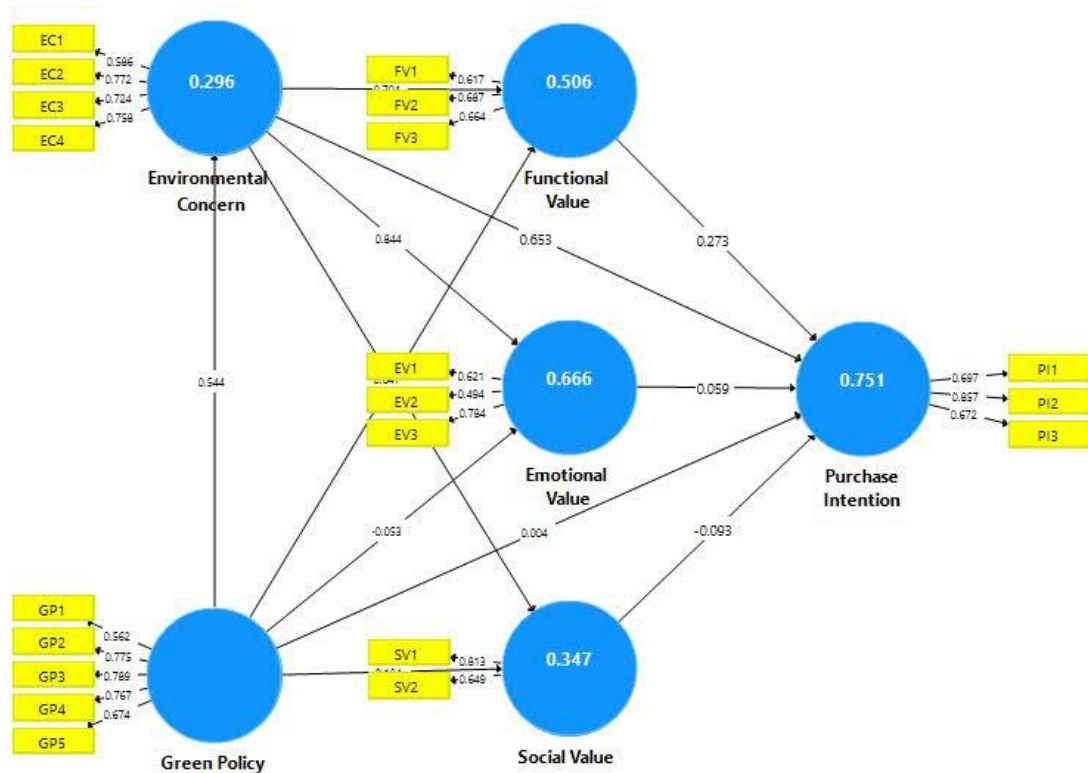 EC1
0.586
EC2
0.772
EC3
0.724
EC4
0.758
0.296
Environmental
Concern
FV1
0.617
FV2
0.687
FV3
0.664
0.506
Functional
Value
0.844
0.653
0.273
0.544
EV1
0.621
EV2
0.494
EV3
0.784
0.666
Emotional
Value
0.059
0.751
Purchase
Intention
PI1
0.697
PI2
0.857
PI3
0.672
-0.053
0.004
-0.093
GP1
0.562
GP2
0.775
GP3
0.789
GP4
0.767
GP5
0.674
Green Policy
SV1
0.813
SV2
0.649
0.347
Social Value